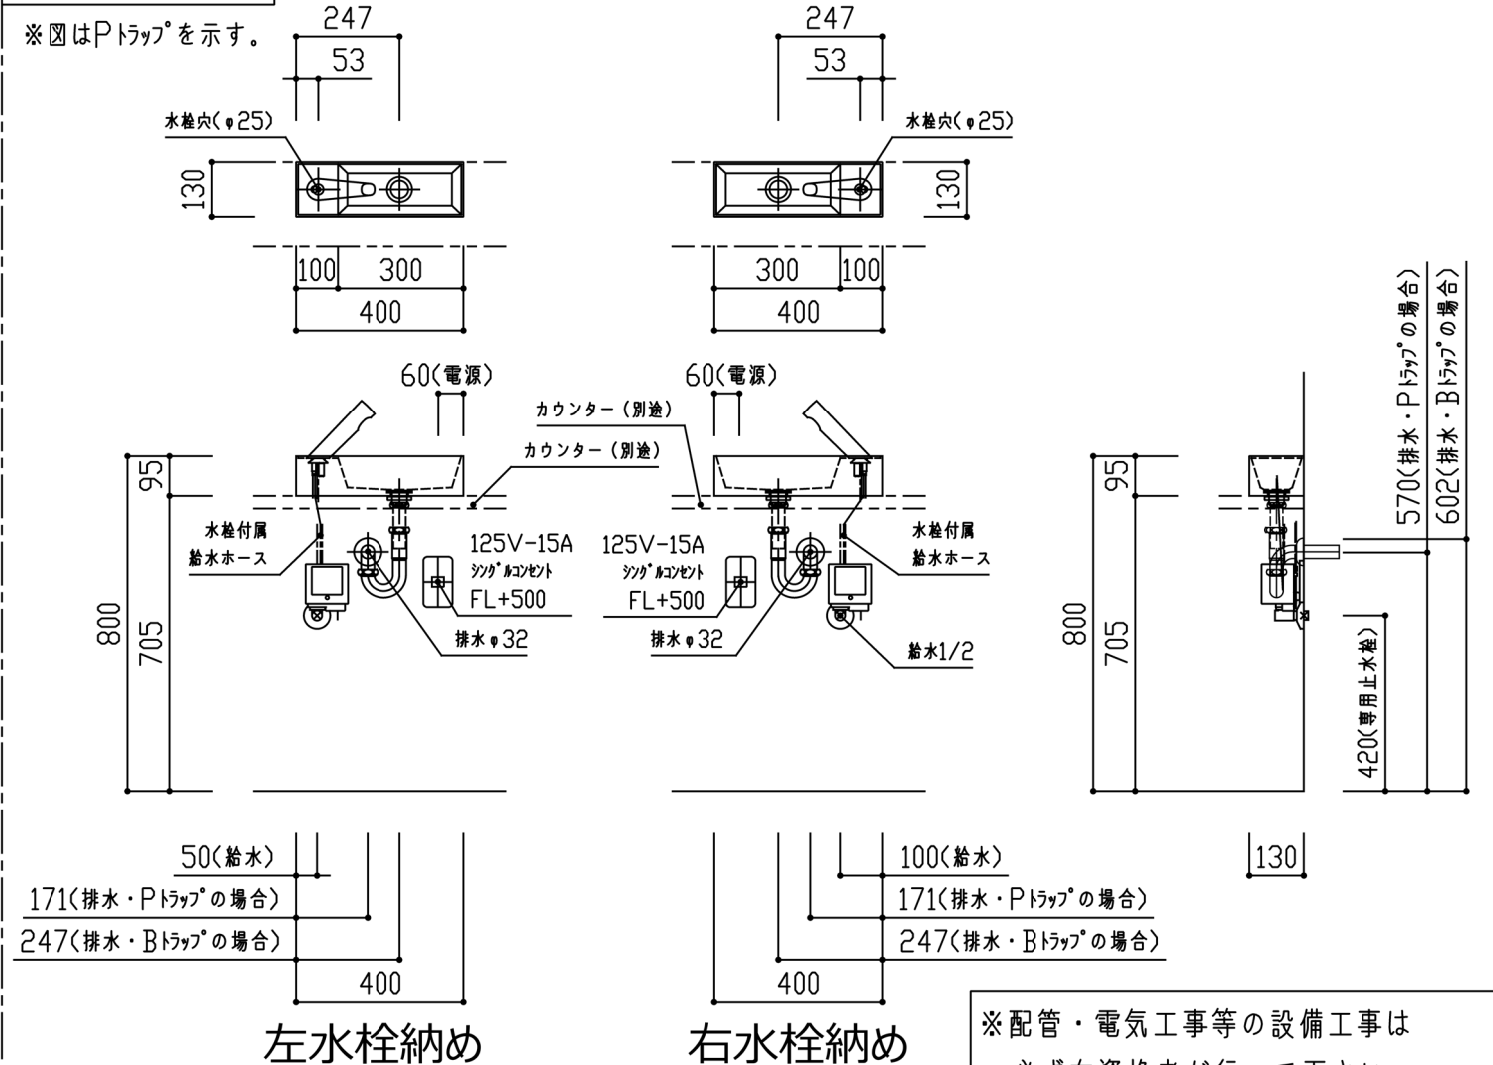 ※図はPトラップを示す。
247
53
水栓穴(φ25)
130
100
300
400
247
53
水栓穴(φ25)
130
300
100
400
60(電源)
60(電源)
カウンター（別途）
カウンター（別途）
95
800
705
水栓付属
給水ホース
125V-15A
シングルコンセント
FL+500
排水φ32
125V-15A
シングルコンセント
FL+500
排水φ32
水栓付属
給水ホース
給水1/2
95
800
705
420(専用止水栓)
570(排水・Pトラップの場合)
602(排水・Bトラップの場合)
130
50(給水)
171(排水・Pトラップの場合)
247(排水・Bトラップの場合)
400
左水栓納め
100(給水)
171(排水・Pトラップの場合)
247(排水・Bトラップの場合)
400
右水栓納め
※配管・電気工事等の設備工事は